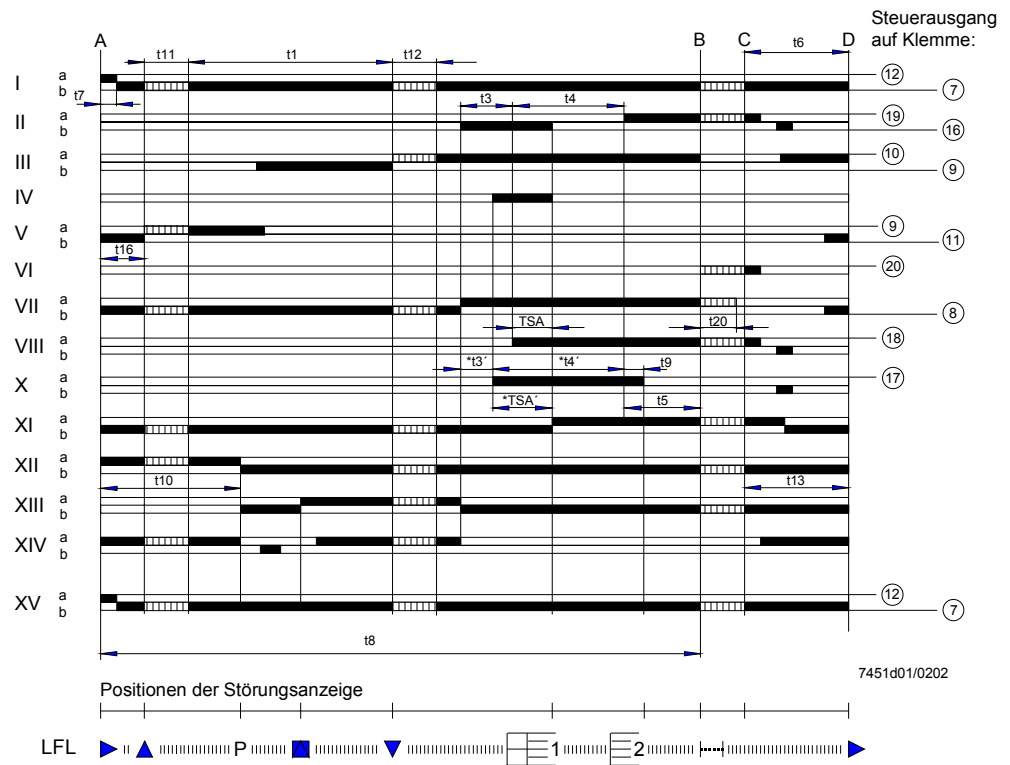 Steuerausgang
auf Klemme:
A B C D
t11 t1 t12 t6
I a b 12 7
t7
t3 t4
II a b 19 16
III a b 10 9
IV
V a b 9 11
t16
VI 20
VII a b 8
TSA t20
VIII a b 18
*t3´ *t4´ t9
X a b 17
*TSA´ t5
XI a b
XII a b
t10 t13
XIII a b
XIV a b
XV a b 12 7
t8
7451d01/0202
Positionen der Störungsanzeige
LFL P 1 2